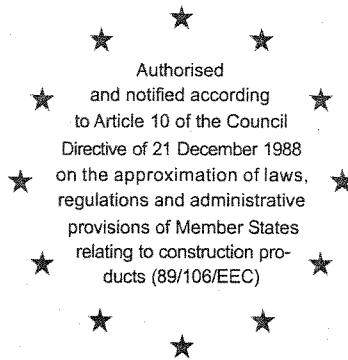 Authorised
and notified according
to Article 10 of the Council
Directive of 21 December 1988
on the approximation of laws,
regulations and administrative
provisions of Member States
relating to construction pro-
ducts (89/106/EEC)